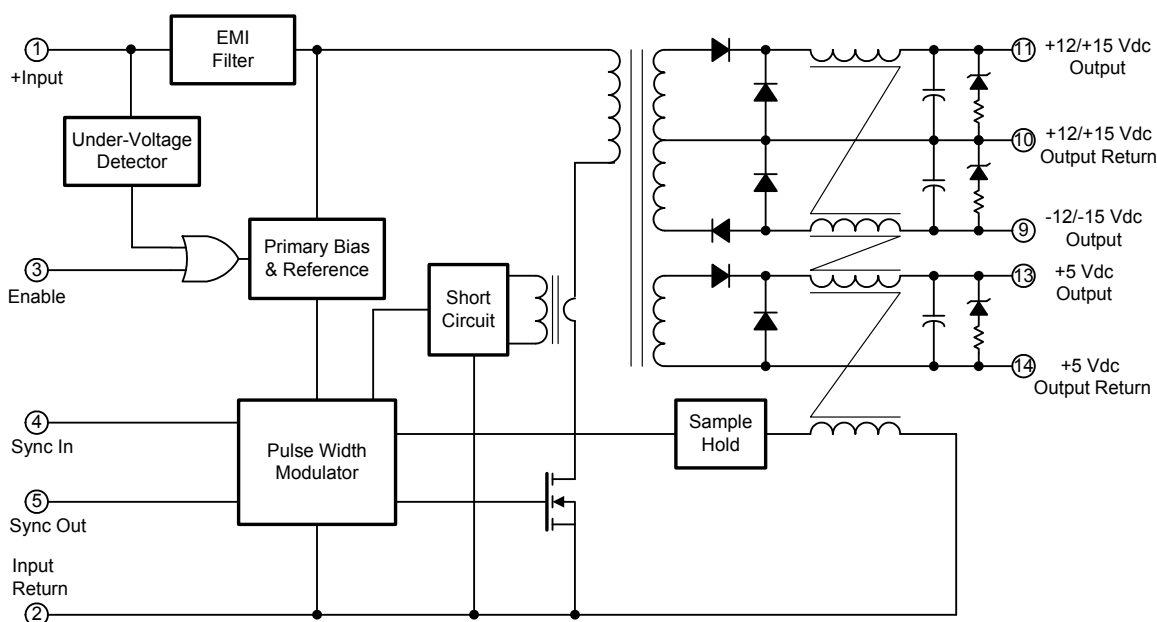 1
+Input
EMI
Filter
11
+12/+15 Vdc
Output
Under-Voltage
Detector
10
+12/+15 Vdc
Output Return
3
Enable
Primary Bias
& Reference
9
-12/-15 Vdc
Output
Short
Circuit
13
+5 Vdc
Output
14
+5 Vdc
Output Return
4
Sync In
Pulse Width
Modulator
Sample
Hold
5
Sync Out
Input
Return
2